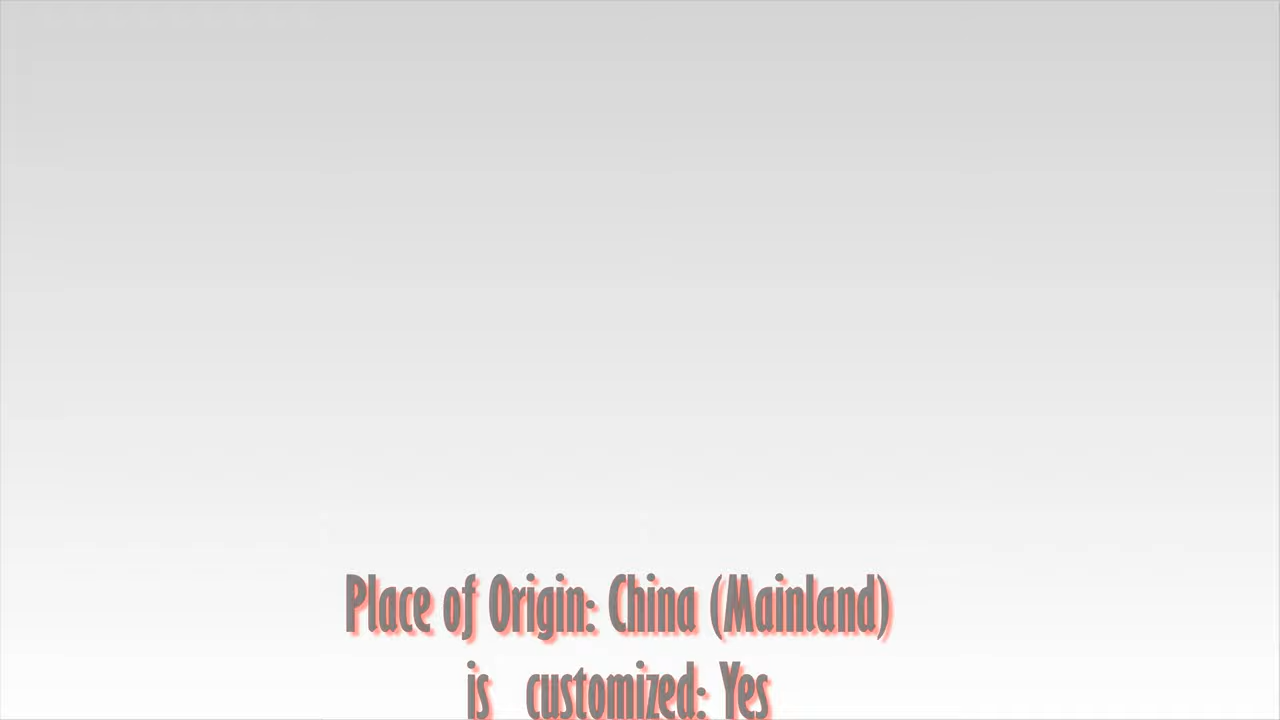 Place of Origin: China (Mainland)
is customized: Yes